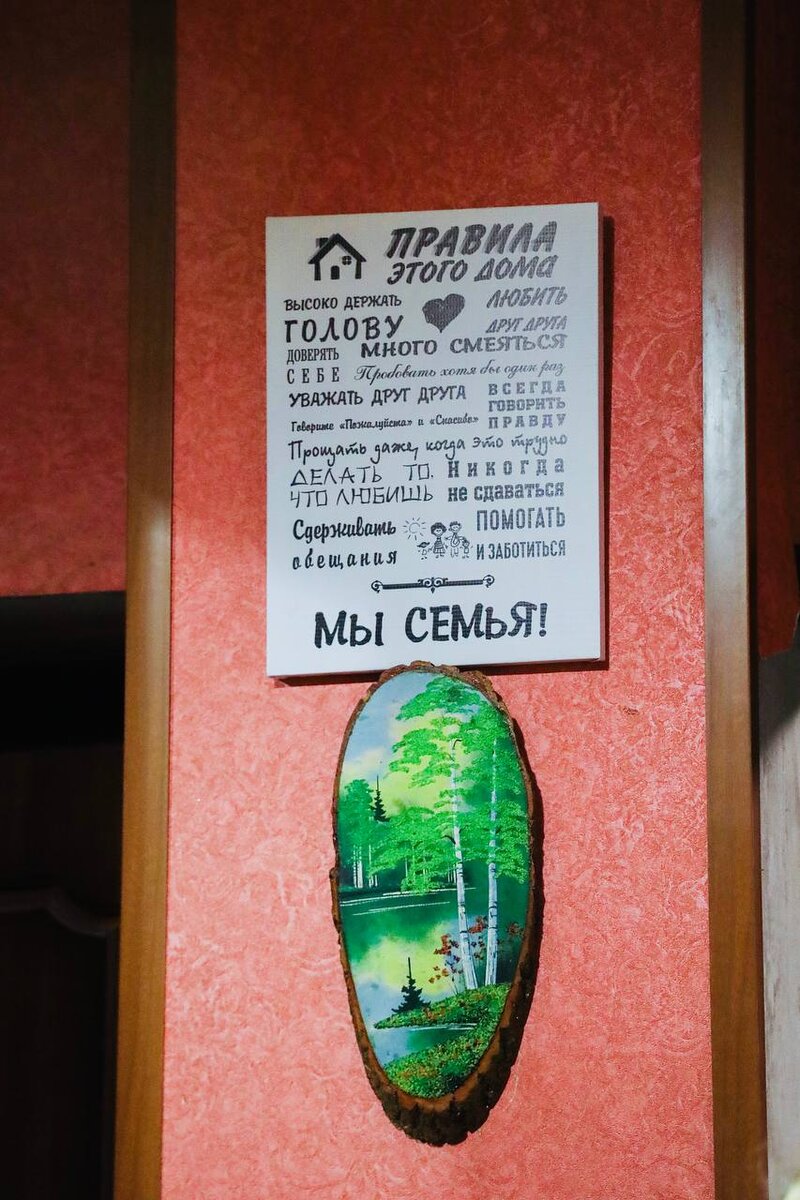 ПРАВИЛА
ЭТОГО ДОМА
ВЫСОКО ДЕРЖАТЬ
ГОЛОВУ
ЛЮБИТЬ
ДРУГ ДРУГА
ДОВЕРЯТЬ
СЕБЕ
МНОГО СМЕЯТЬСЯ
Пробовать хотя бы один раз
УВАЖАТЬ ДРУГ ДРУГА
ВСЕГДА
ГОВОРИТЬ
ПРАВДУ
Говорите «Пожалуйста» и «Спасибо»
Прощать даже, когда это трудно
ДЕЛАТЬ ТО,
ЧТО ЛЮБИШЬ
Никогда
не сдаваться
Сдерживать
обещания
ПОМОГАТЬ
И ЗАБОТИТЬСЯ
МЫ СЕМЬЯ!